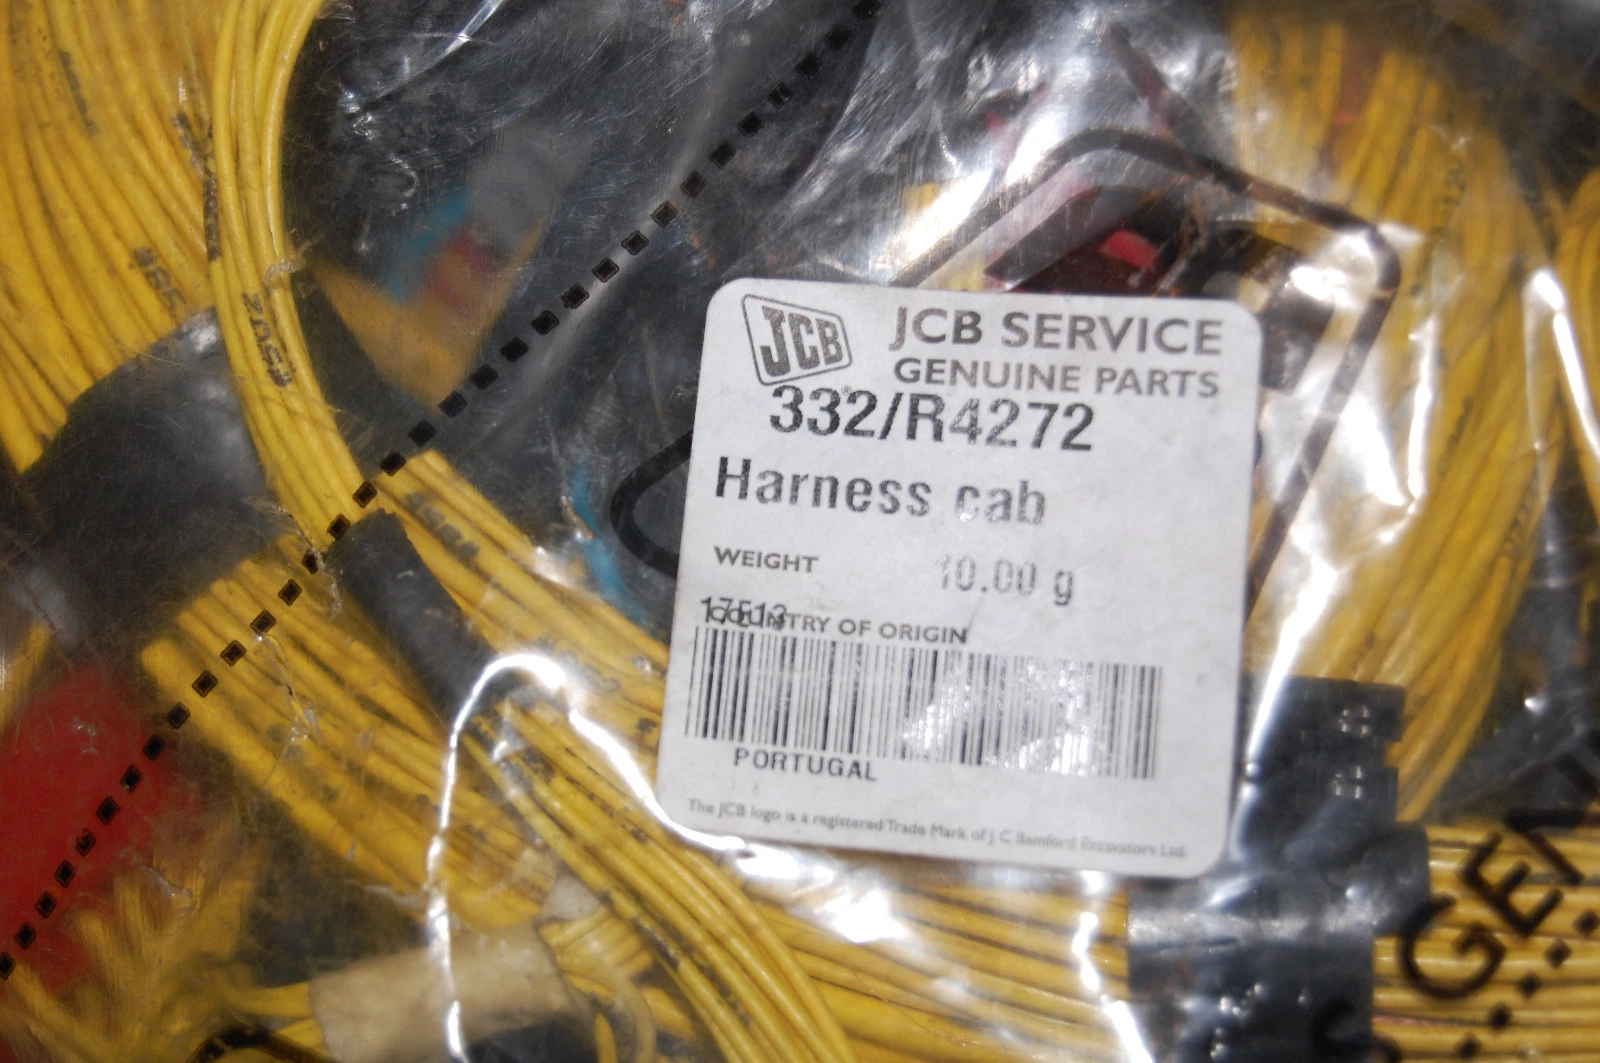 JCB
JCB SERVICE
GENUINE PARTS
332/R4272
Harness cab
WEIGHT 10.00 g
17513
COUNTRY OF ORIGIN
PORTUGAL
The JCB logo is a registered Trade Mark of J C Bamford Excavators Ltd.